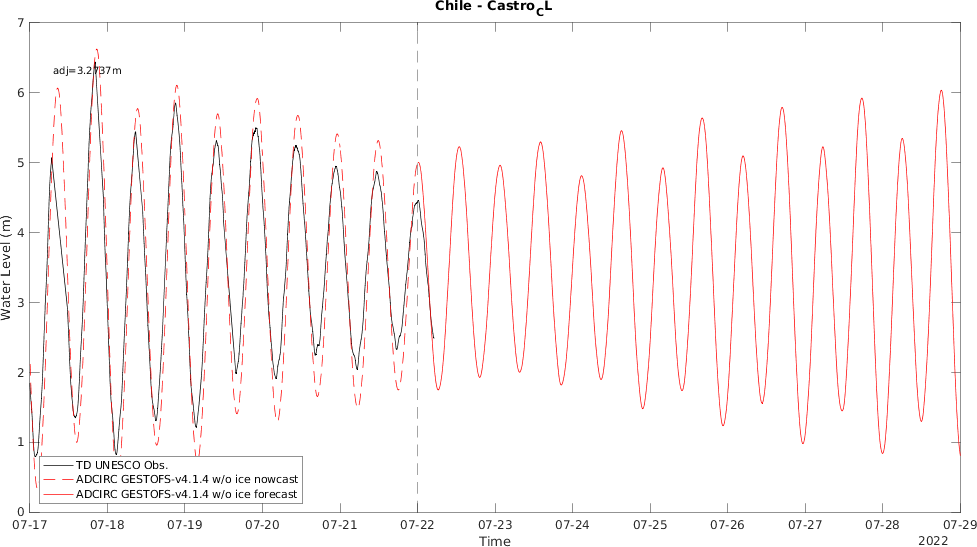 Chile - Castro_CL
adj=3.2737m
7
6
5
4
3
2
1
0
Water Level (m)
TD UNESCO Obs.
ADCIRC GESTOFS-v4.1.4 w/o ice nowcast
ADCIRC GESTOFS-v4.1.4 w/o ice forecast
07-17 07-18 07-19 07-20 07-21 07-22 07-23 07-24 07-25 07-26 07-27 07-28 07-29
Time
2022